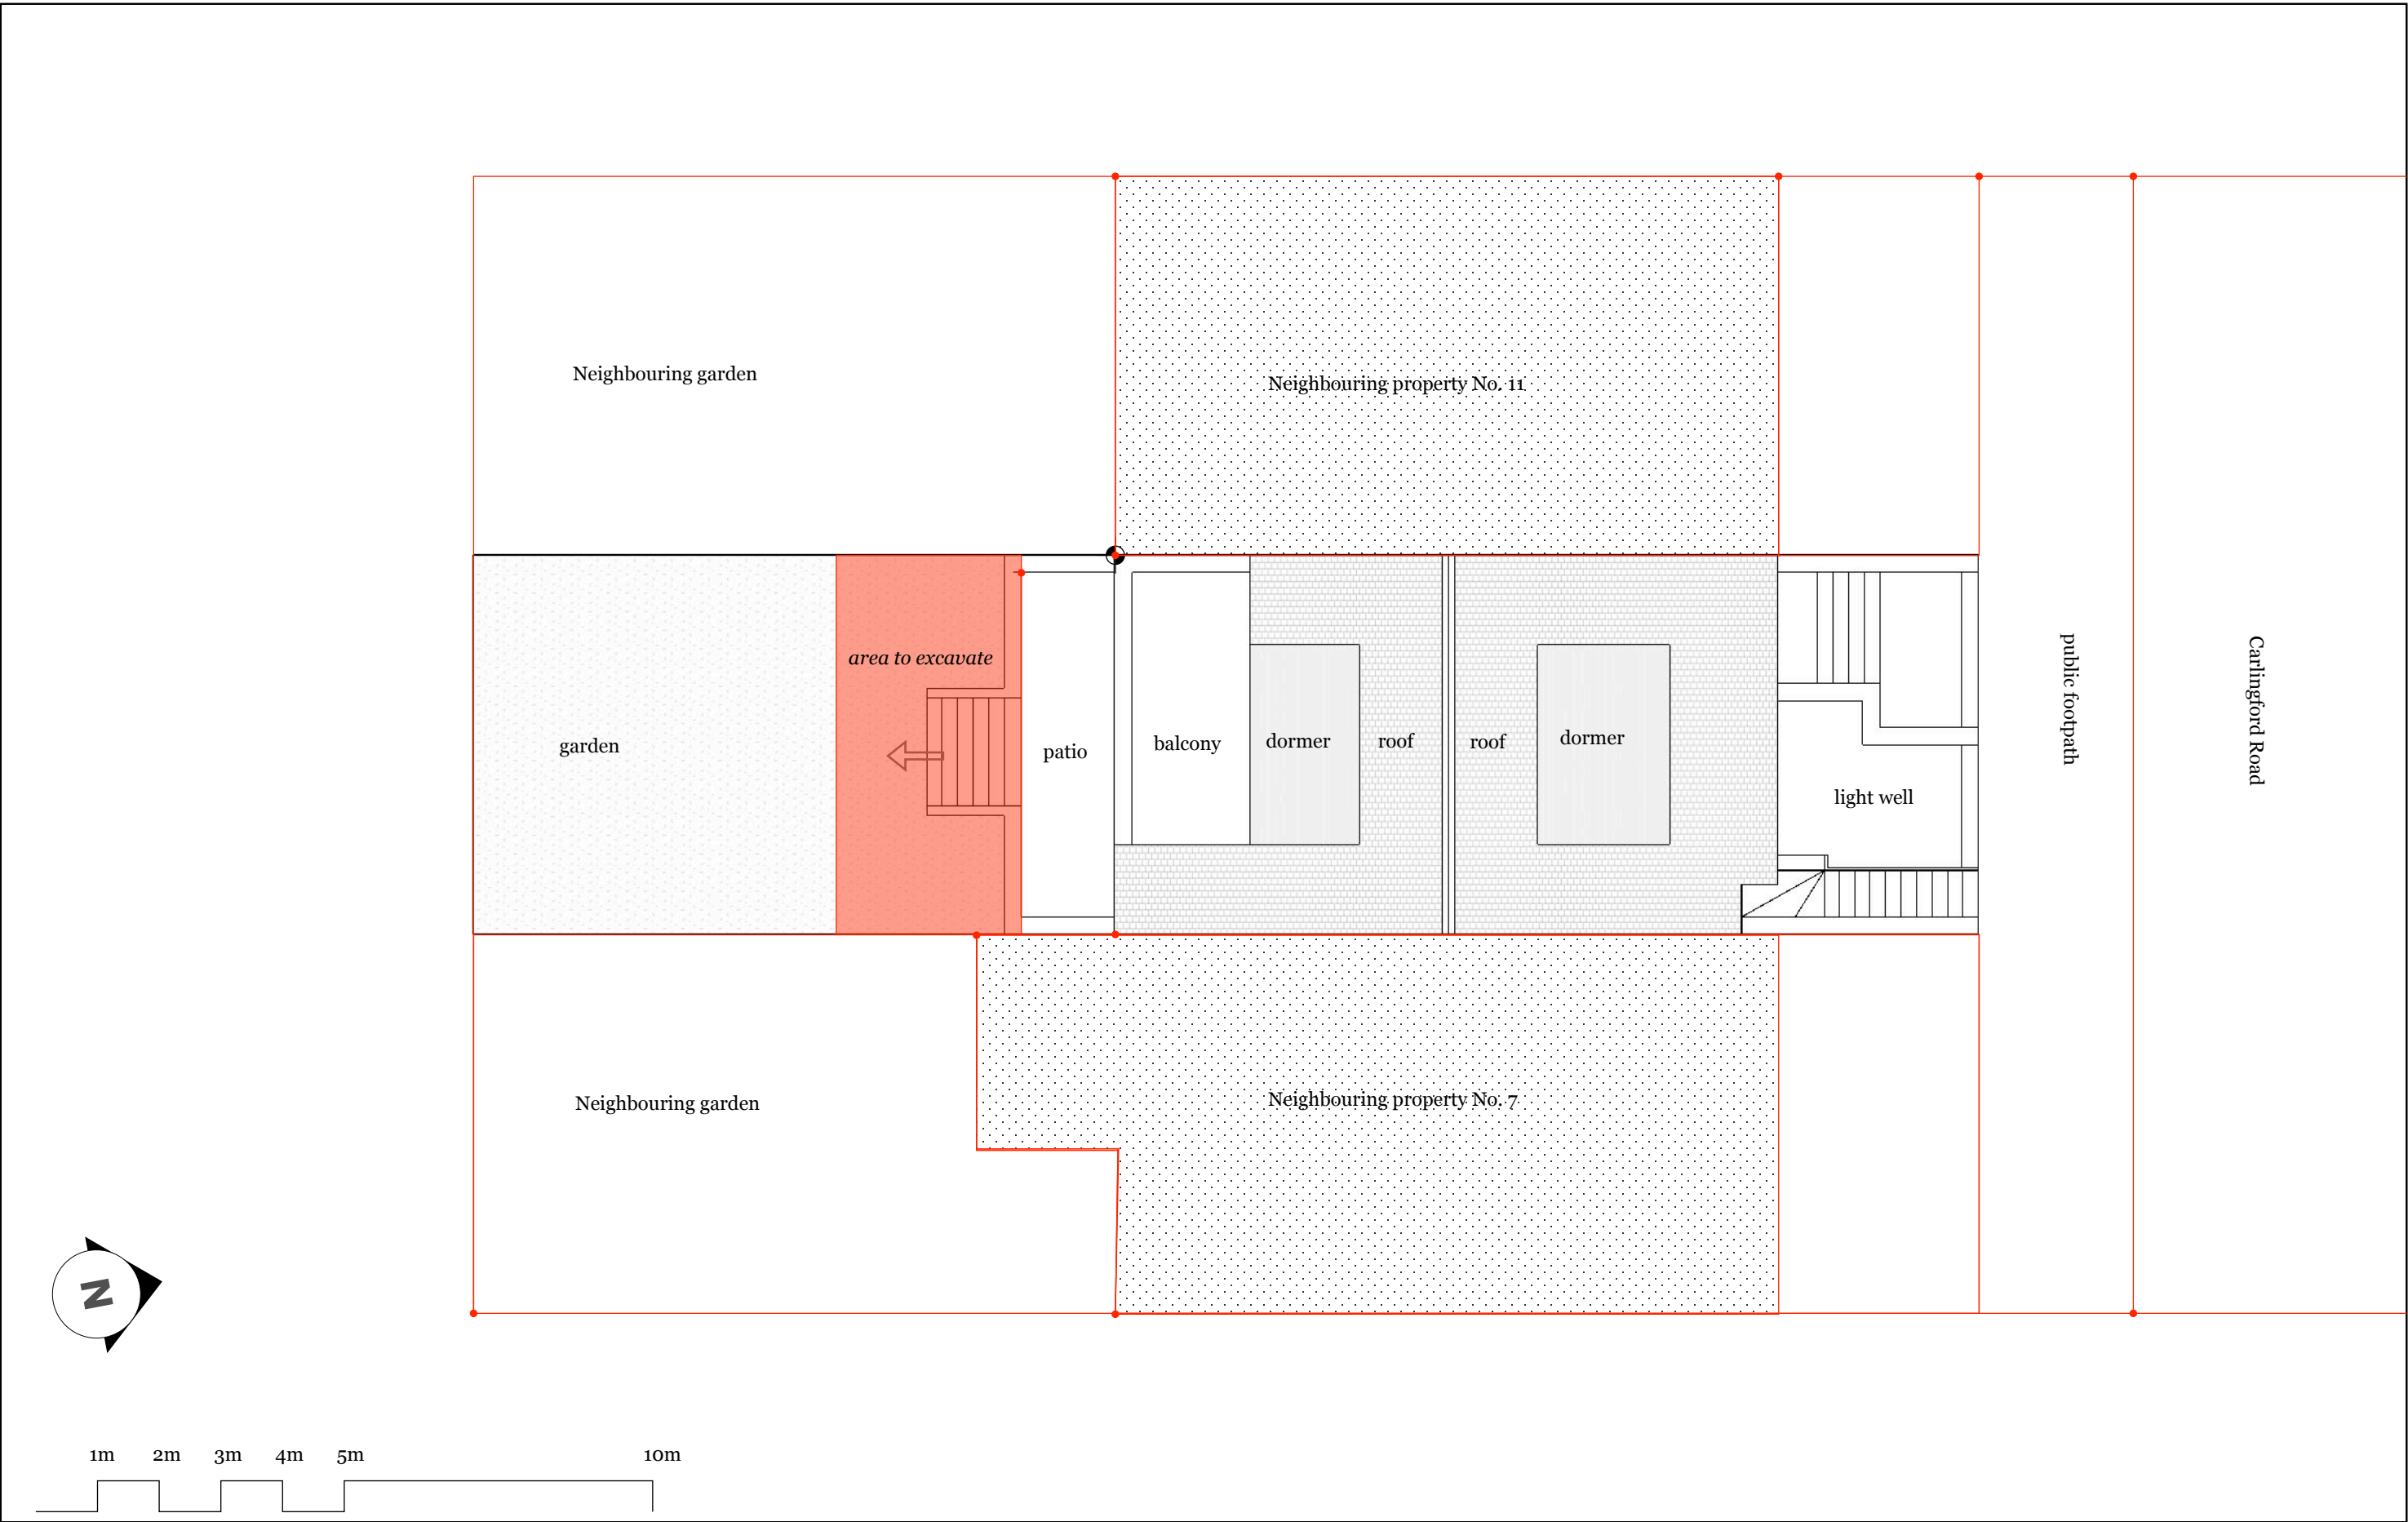 Neighbouring garden
Neighbouring property No. 11
area to excavate
garden
patio
balcony
dormer
roof
roof
dormer
light well
public footpath
Carlingford Road
Neighbouring garden
Neighbouring property No. 7
N
1m 2m 3m 4m 5m 10m